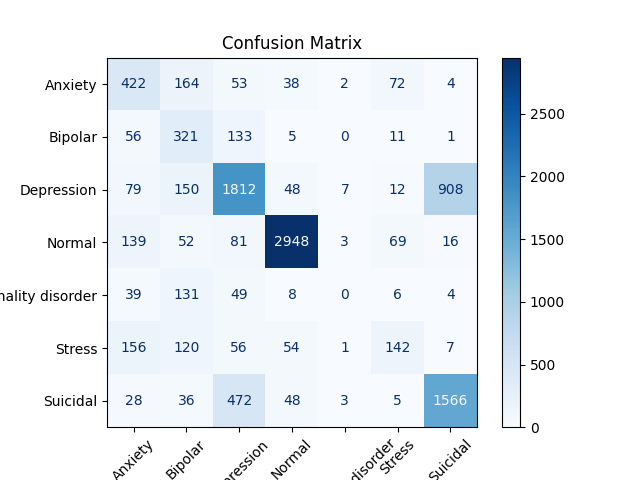 Confusion Matrix
Anxiety 422 164 53 38 2 72 4
Bipolar 56 321 133 5 0 11 1
Depression 79 150 1812 48 7 12 908
Normal 139 52 81 2948 3 69 16
nality disorder 39 131 49 8 0 6 4
Stress 156 120 56 54 1 142 7
Suicidal 28 36 472 48 3 5 1566
Anxiety Bipolar ression Normal disorder Stress Suicidal
2500
2000
1500
1000
500
0